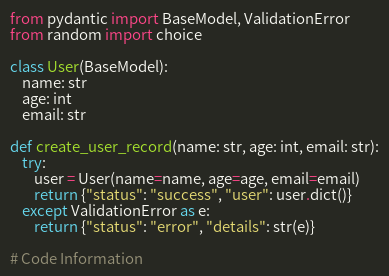 from pydantic import BaseModel, ValidationError
from random import choice

class User(BaseModel):
    name: str
    age: int
    email: str

def create_user_record(name: str, age: int, email: str):
    try:
        user = User(name=name, age=age, email=email)
        return {"status": "success", "user": user.dict()}
    except ValidationError as e:
        return {"status": "error", "details": str(e)}

# Code Information